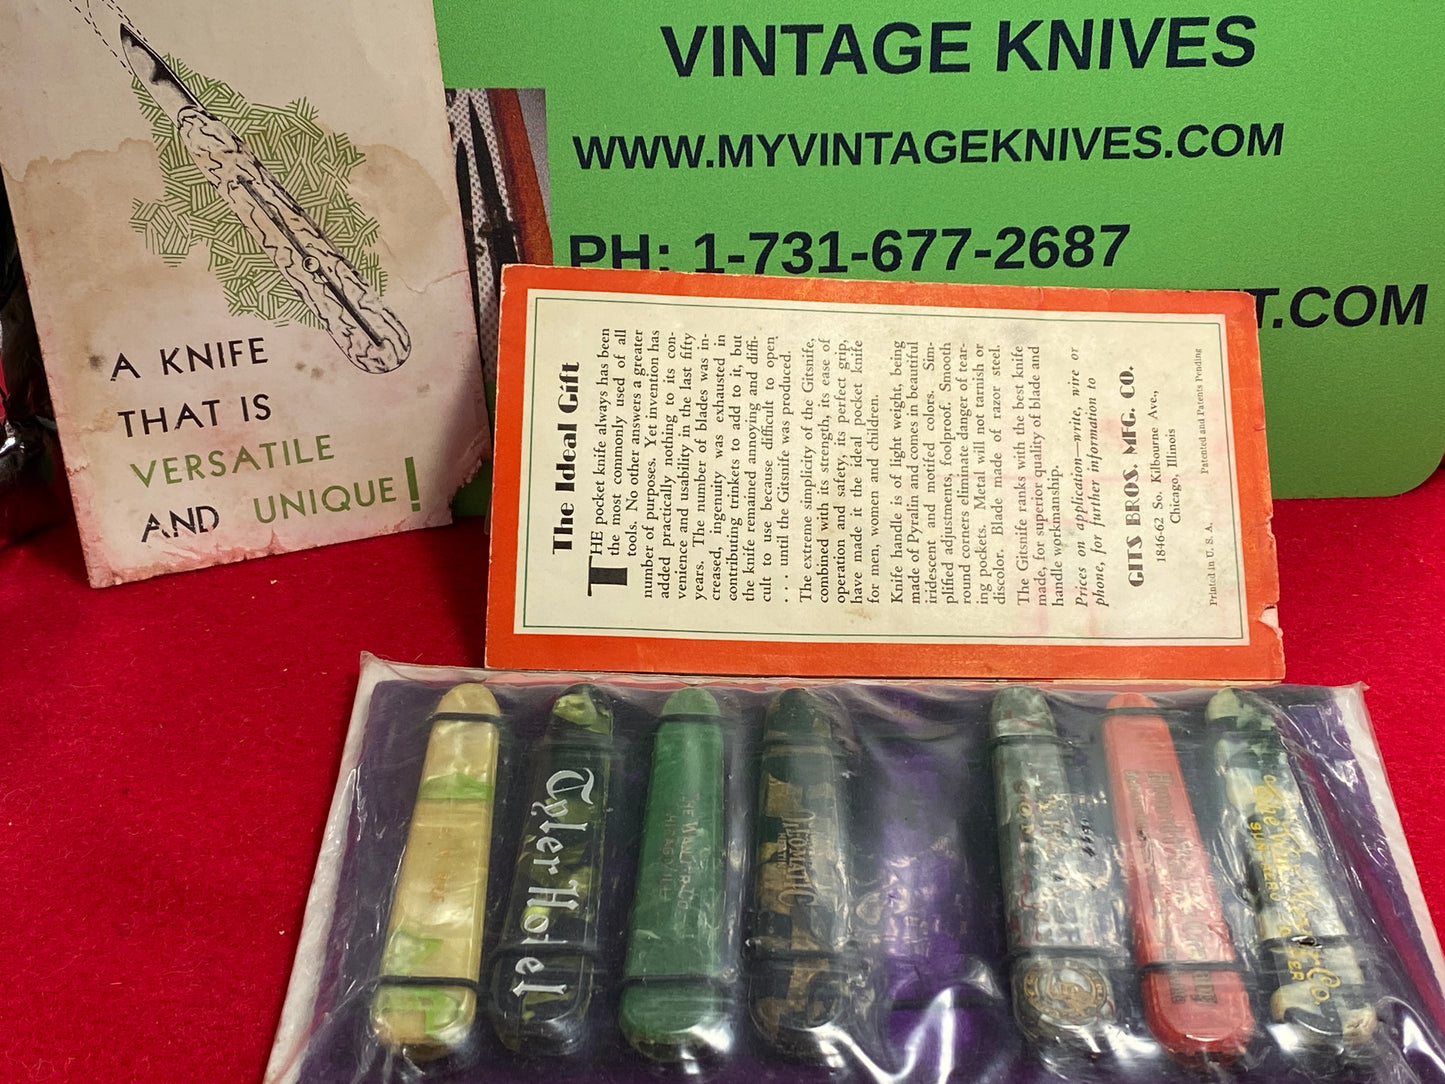 VINTAGE KNIVES
WWW.MYVINTAGEKNIVES.COM
PH: 1-731-677-2687
ET.COM
A KNIFE
THAT IS
VERSATILE
AND UNIQUE!
The Ideal Gift
THE pocket knife always has been
the most commonly used of all
tools. No other answers a greater
number of purposes. Yet invention has
added practically nothing to its con-
venience and usability in the last fifty
years. The number of blades was in-
creased, ingenuity was exhausted in
contributing trinkets to add to it, but
the knife remained annoying and diffi-
cult to use because difficult to open
. . . until the Gitsnife was produced.
The extreme simplicity of the Gitsnife,
combined with its strength, its ease of
operation and safety, its perfect grip,
have made it the ideal pocket knife
for men, women and children.
Knife handle is of light weight, being
made of Pyralin and comes in beautiful
iridescent and motifed colors. Sim-
plified adjustments, foolproof. Smooth
round corners eliminate danger of tear-
ing pockets. Metal will not tarnish or
discolor. Blade made of razor steel.
The Gitsnife ranks with the best knife
made, for superior quality of blade and
handle workmanship.
Prices on application—write, wire or
phone, for further information to
GITS BROS. MFG. CO.
1846-62 So. Kilbourne Ave.,
Chicago, Illinois
Printed in U. S. A. Patented and Patents Pending
Tyler Hotel